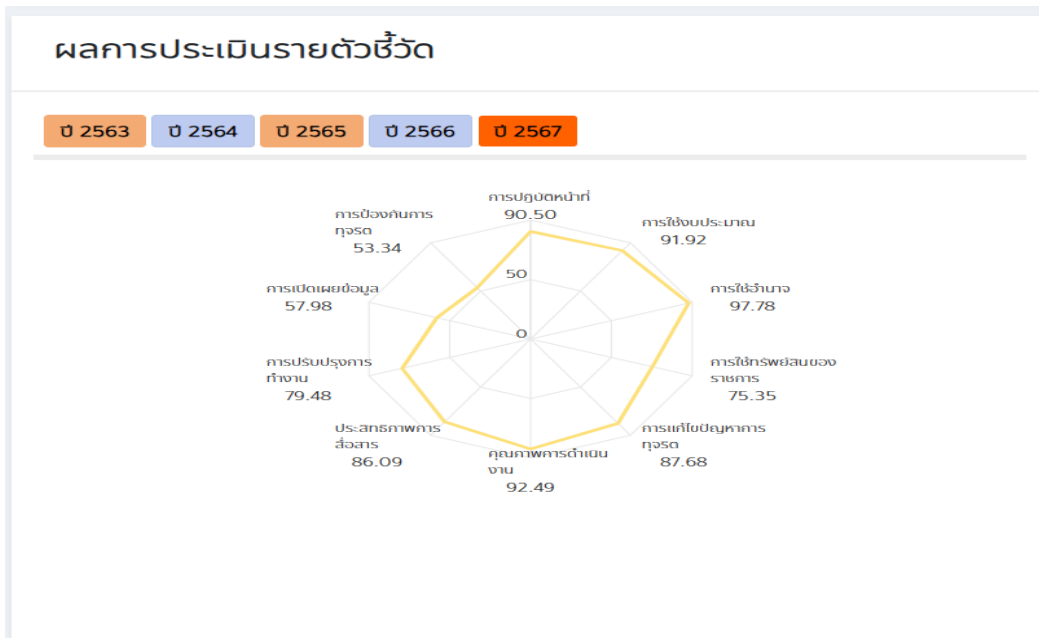 ผลการประเมินรายตัวชี้วัด
ปี 2563
ปี 2564
ปี 2565
ปี 2566
ปี 2567
การปฏิบัติหน้าที่
90.50
การใช้งบประมาณ
91.92
การใช้อำนาจ
97.78
การใช้ทรัพย์สินของ
ราชการ
75.35
การแก้ไขปัญหาการ
ทุจริต
87.68
คุณภาพการดำเนิน
งาน
92.49
ประสิทธิภาพการ
สื่อสาร
86.09
การปรับปรุงการ
ทำงาน
79.48
การเปิดเผยข้อมูล
57.98
การป้องกันการ
ทุจริต
53.34
50
0